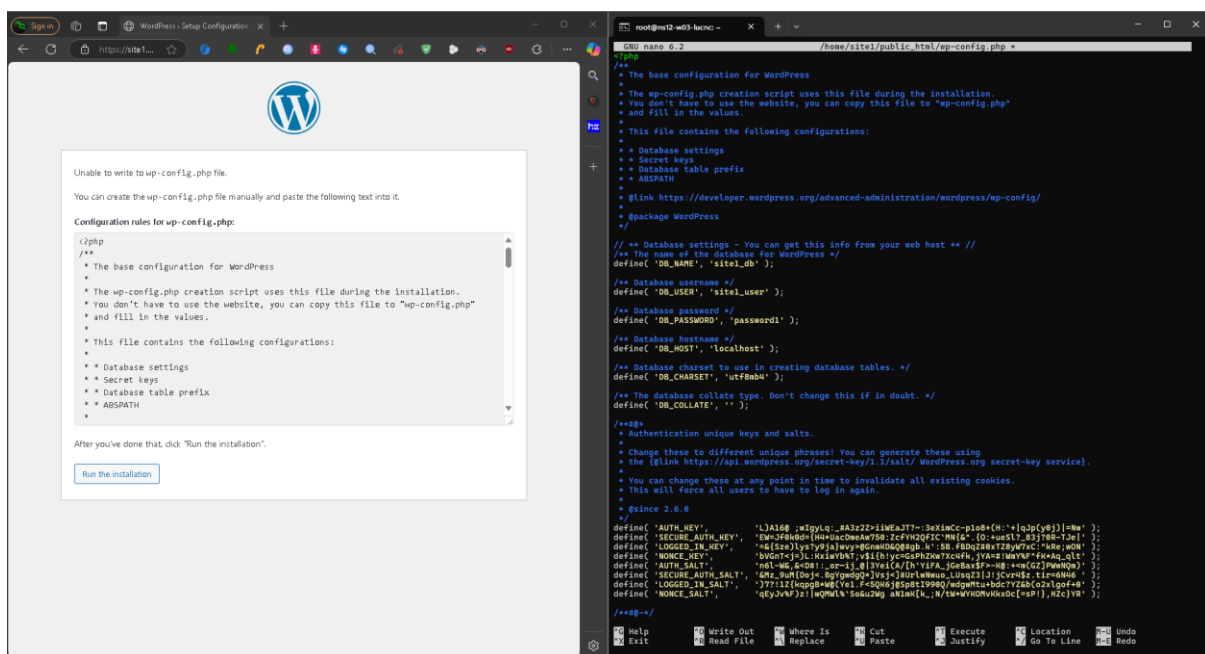 Sign in
WordPress › Setup Configuration
https://site1....
Unable to write to wp-config.php file.
You can create the wp-config.php file manually and paste the following text into it.
Configuration rules for wp-config.php:
<?php
/**
* The base configuration for WordPress
*
* The wp-config.php creation script uses this file during the installation.
* You don't have to use the website, you can copy this file to "wp-config.php"
* and fill in the values.
*
* This file contains the following configurations:
*
* * Database settings
* * Secret keys
* * Database table prefix
* * ABSPATH
*
After you've done that, click "Run the installation".
Run the installation
root@ns12-w03-lucnc: ~
GNU nano 6.2 /home/site1/public_html/wp-config.php *
<?php
/**
* The base configuration for WordPress
*
* The wp-config.php creation script uses this file during the installation.
* You don't have to use the website, you can copy this file to "wp-config.php"
* and fill in the values.
*
* This file contains the following configurations:
*
* * Database settings
* * Secret keys
* * Database table prefix
* * ABSPATH
*
* @link https://developer.wordpress.org/advanced-administration/wordpress/wp-config/
*
* @package WordPress
*/
// ** Database settings - You can get this info from your web host ** //
/** The name of the database for WordPress */
define( 'DB_NAME', 'site1_db' );
/** Database username */
define( 'DB_USER', 'site1_user' );
/** Database password */
define( 'DB_PASSWORD', 'password1' );
/** Database hostname */
define( 'DB_HOST', 'localhost' );
/** Database charset to use in creating database tables. */
define( 'DB_CHARSET', 'utf8mb4' );
/** The database collate type. Don't change this if in doubt. */
define( 'DB_COLLATE', '' );
/**#@+
* Authentication unique keys and salts.
*
* Change these to different unique phrases! You can generate these using
* the {@link https://api.wordpress.org/secret-key/1.1/salt/ WordPress.org secret-key service}.
*
* You can change these at any point in time to invalidate all existing cookies.
* This will force all users to have to log in again.
*
* @since 2.6.0
*/
define( 'AUTH_KEY',
define( 'SECURE_AUTH_KEY',
define( 'LOGGED_IN_KEY',
define( 'NONCE_KEY',
define( 'AUTH_SALT',
define( 'SECURE_AUTH_SALT',
define( 'LOGGED_IN_SALT',
define( 'NONCE_SALT',
/**#@-*/
^G Help ^O Write Out ^W Where Is ^K Cut ^T Execute ^C Location M-U Undo
^X Exit ^R Read File ^\ Replace ^U Paste ^J Justify ^/ Go To Line M-E Redo